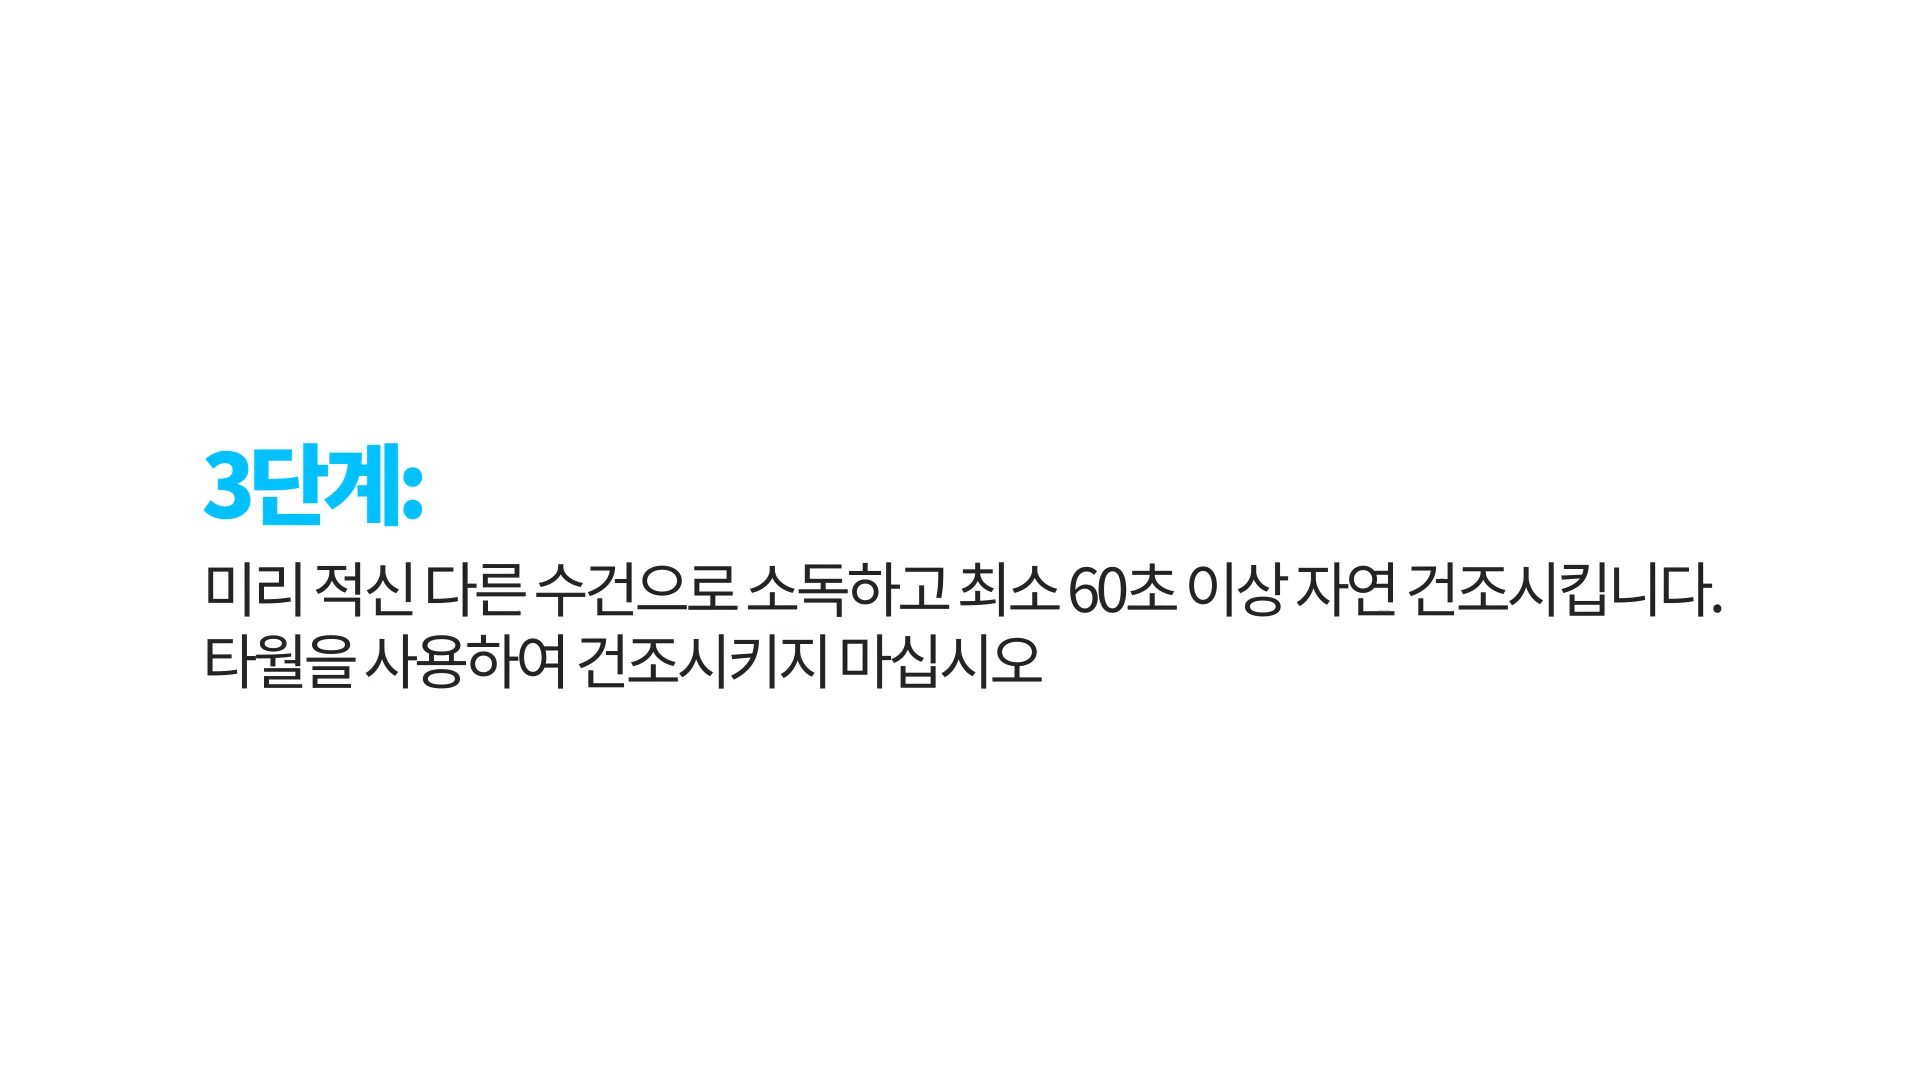 3단계:
미리 적신 다른 수건으로 소독하고 최소 60초 이상 자연 건조시킵니다.
타월을 사용하여 건조시키지 마십시오